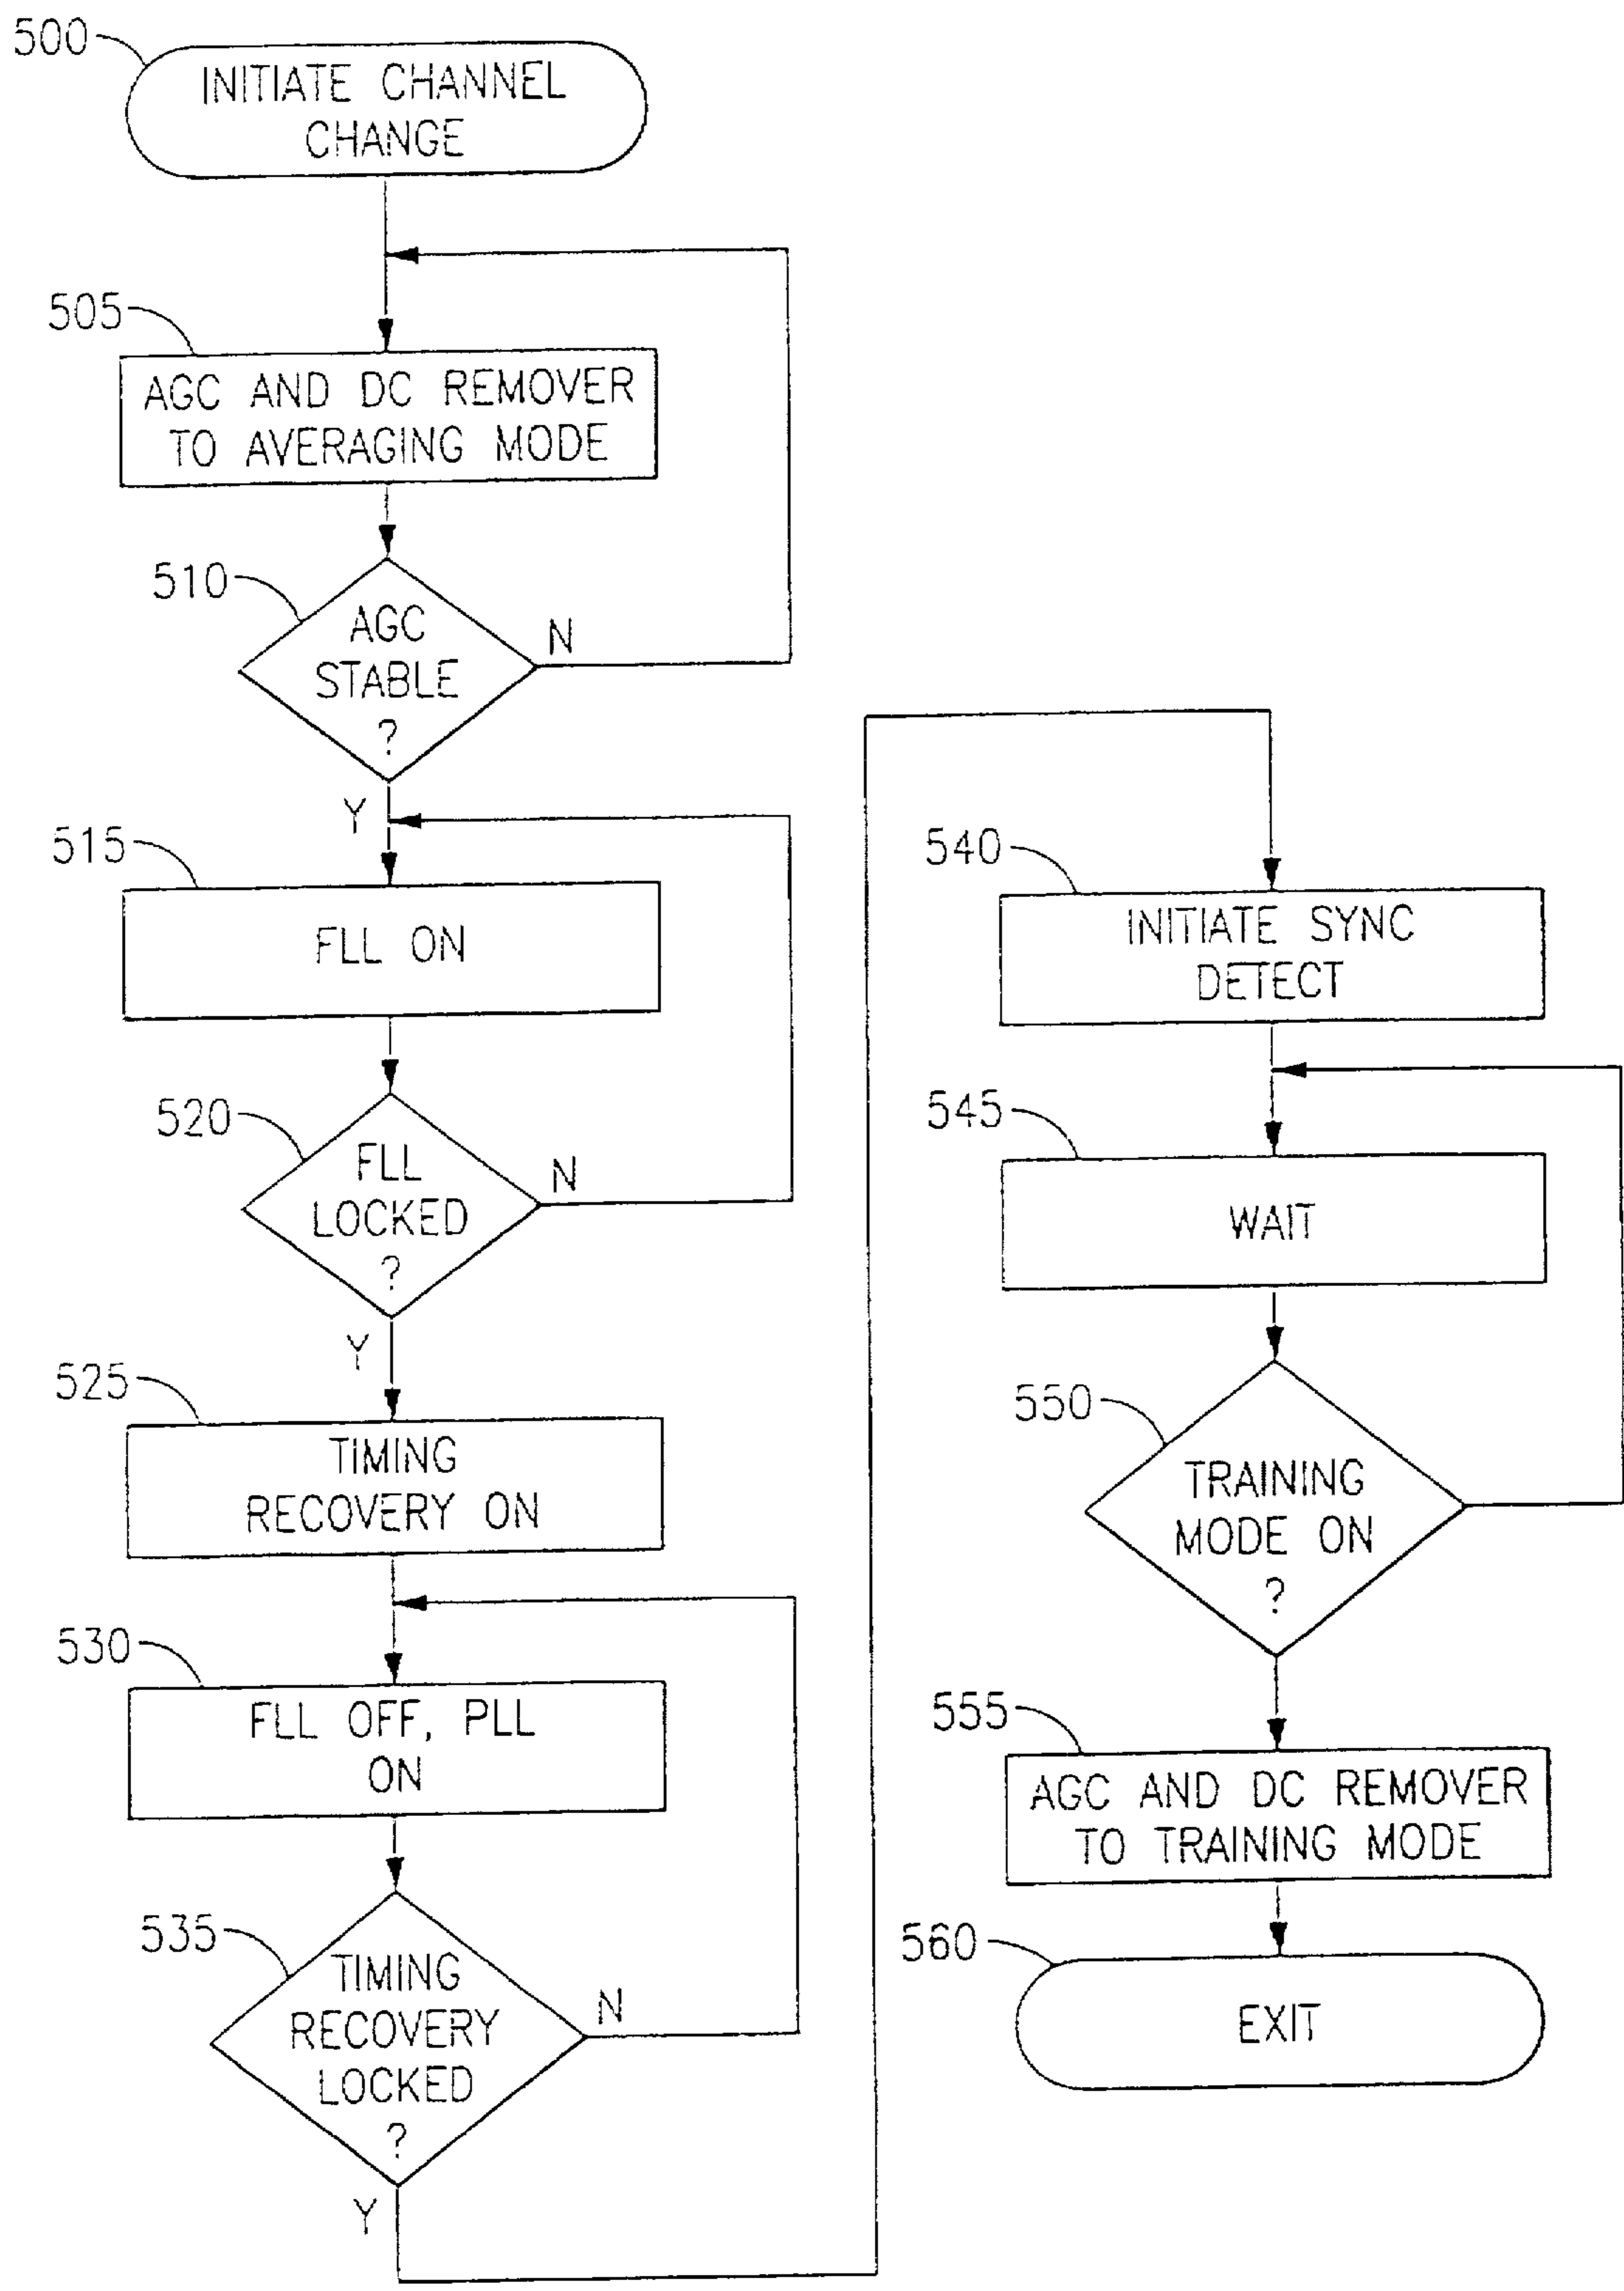 500
INITIATE CHANNEL
CHANGE
505
AGC AND DC REMOVER
TO AVERAGING MODE
510
AGC
STABLE
?
N
Y
515
FLL ON
520
FLL
LOCKED
?
N
Y
525
TIMING
RECOVERY ON
530
FLL OFF, PLL
ON
535
TIMING
RECOVERY
LOCKED
?
N
Y
540
INITIATE SYNC
DETECT
545
WAIT
550
TRAINING
MODE ON
?
555
AGC AND DC REMOVER
TO TRAINING MODE
560
EXIT